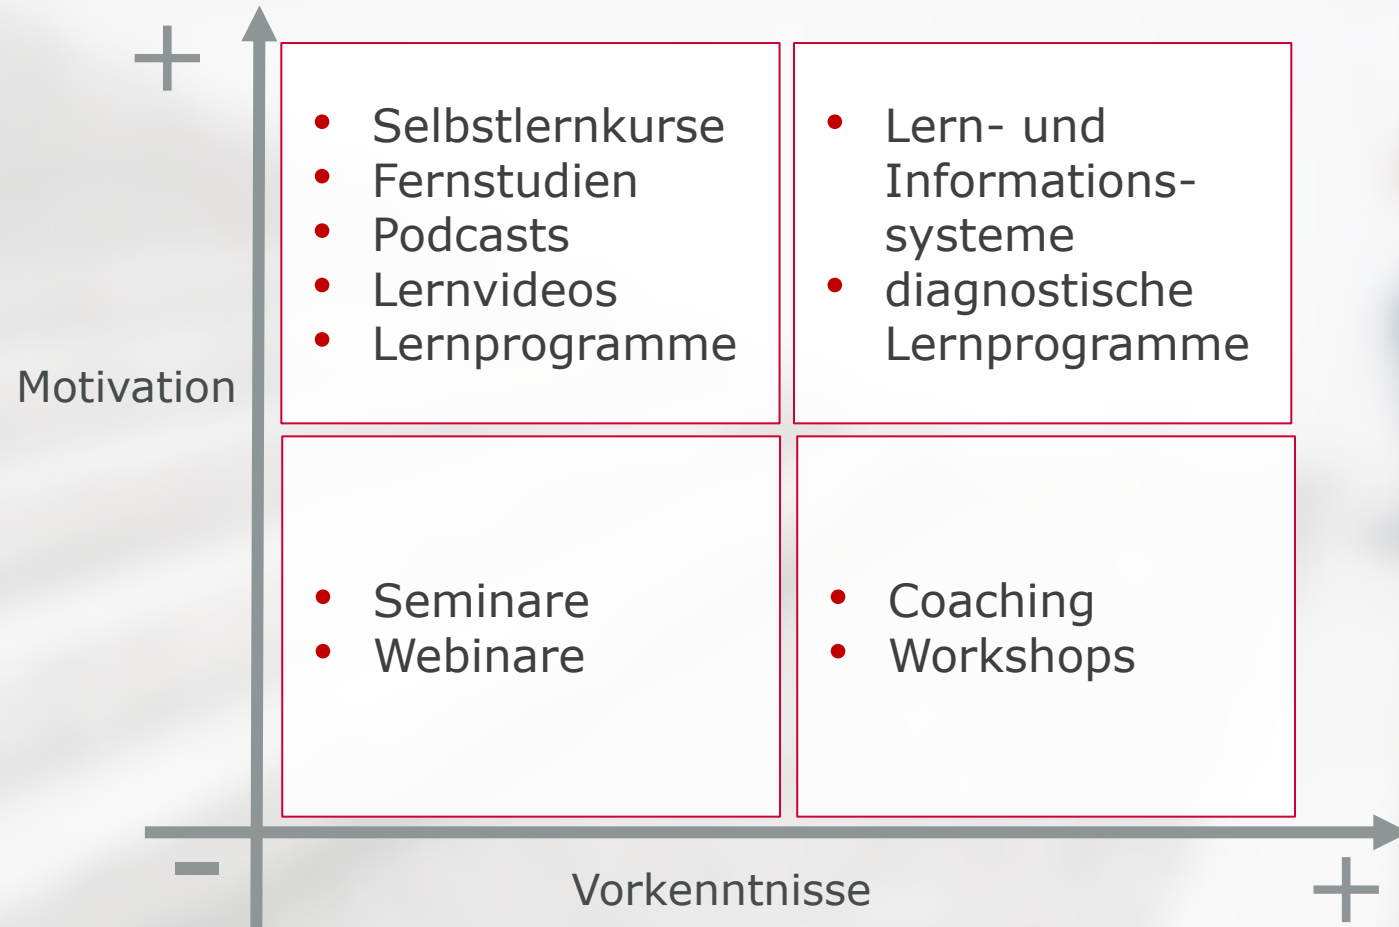 +
• Selbstlernkurse
• Fernstudien
• Podcasts
• Lernvideos
• Lernprogramme
• Lern- und
Informations-
systeme
• diagnostische
Lernprogramme
Motivation
• Seminare
• Webinare
• Coaching
• Workshops
-
Vorkenntnisse
+